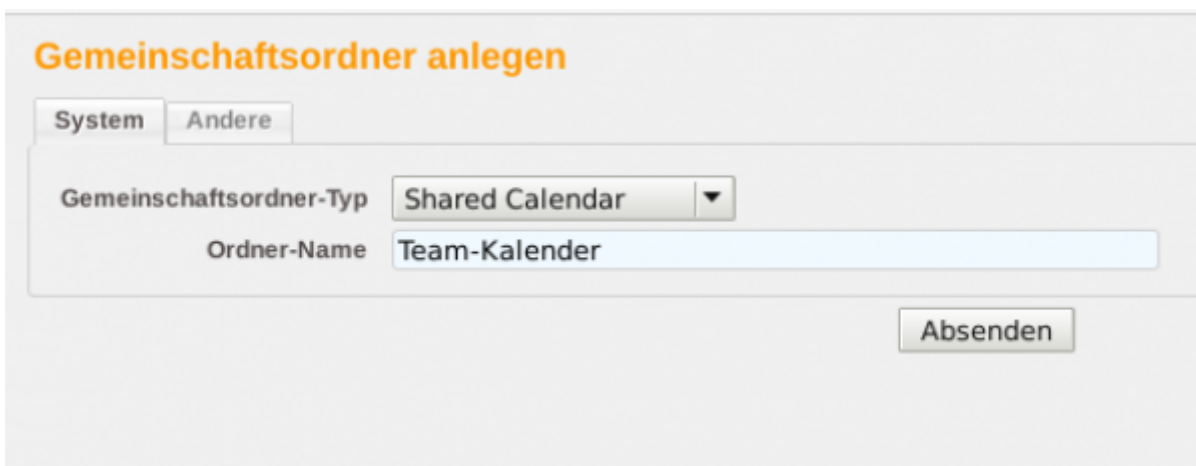 Gemeinschaftsordner anlegen
System Andere
Gemeinschaftsordner-Typ Shared Calendar
Ordner-Name Team-Kalender
Absenden